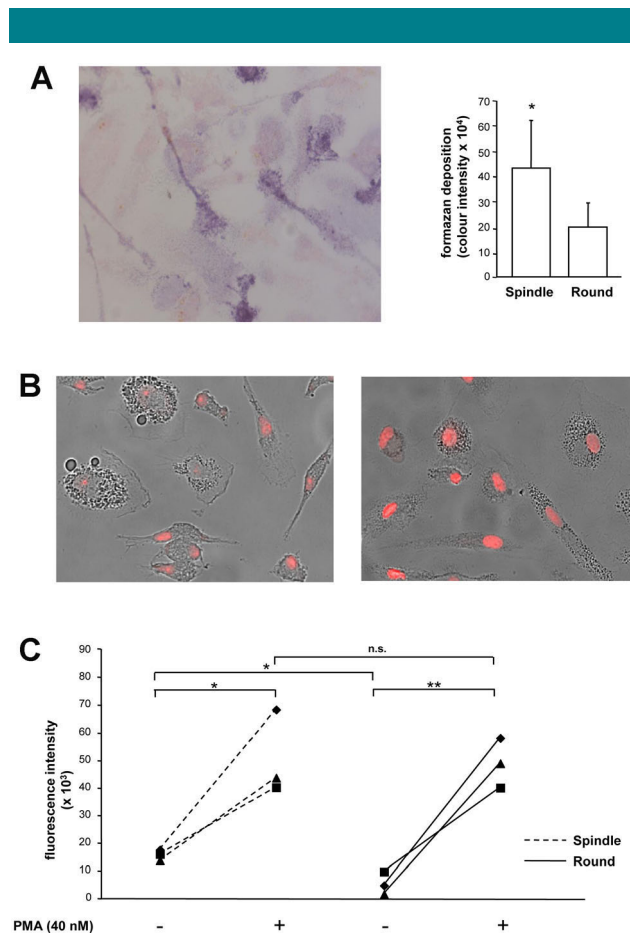 A
formazan deposition
(colour intensity x 10⁴)
70
60
50
40
30
20
10
0
*
Spindle Round
B
C
fluorescence intensity
(x 10³)
90
80
70
60
50
40
30
20
10
0
n.s.
*
* **
Spindle
Round
PMA (40 nM) - + - +